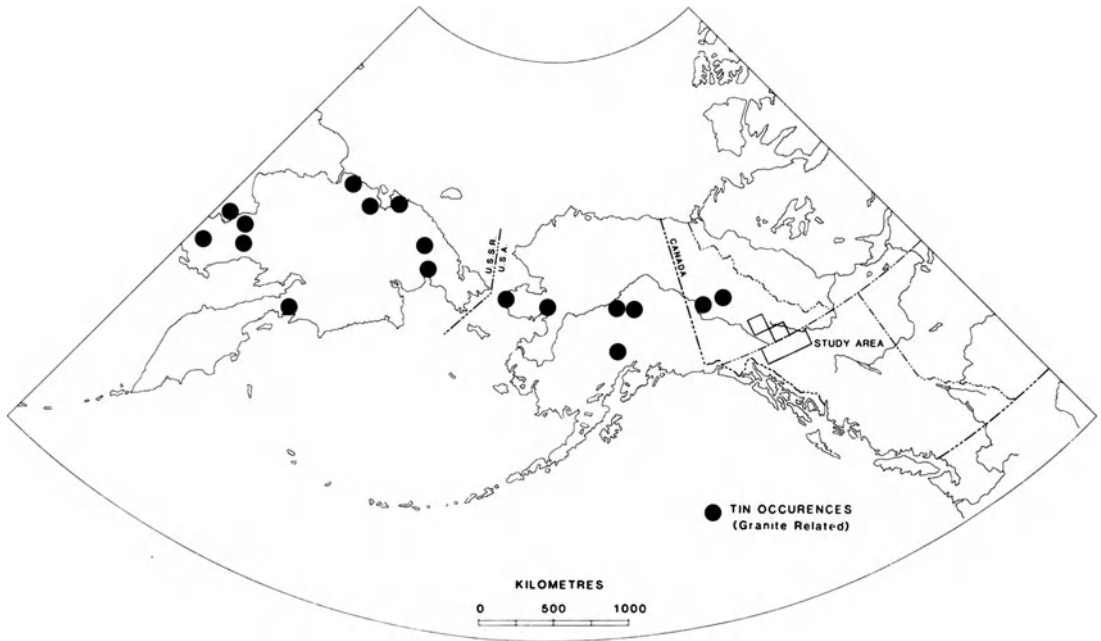 U.S.S.R.
U.S.A.
CANADA
STUDY AREA
TIN OCCURENCES
(Granite Related)
KILOMETRES
0 500 1000